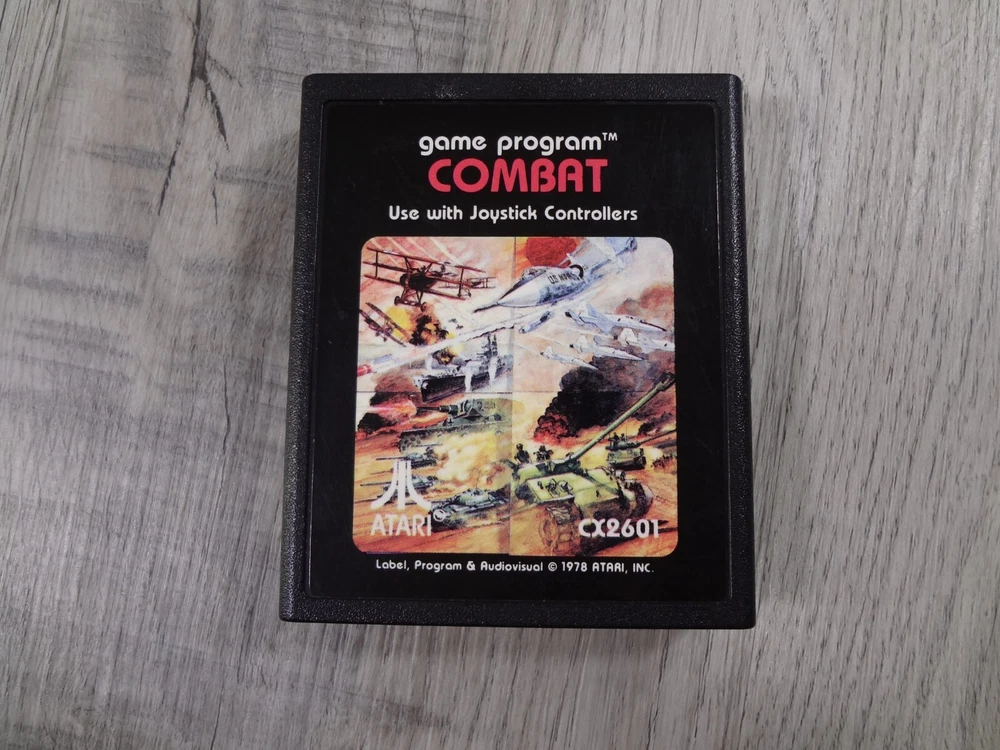 game program™
COMBAT
Use with Joystick Controllers
ATARI®
CX2601
Label, Program & Audiovisual © 1978 ATARI, INC.